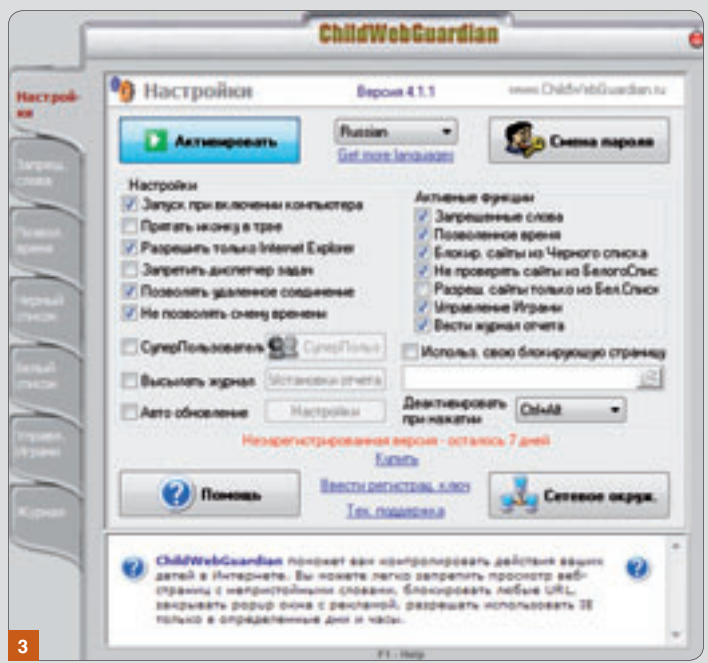 ChildWebGuardian
Настройки
Версия 4.1.1
www.ChildWebGuardian.ru
Настрой-
ки
Запрещ.
слова
Позвол.
время
Черный
список
Белый
список
Управл.
Играми
Журнал
Активировать
Russian
Get more languages
Смена пароля
Настройки
Запуск при включении компьютера
Прятать иконку в трее
Разрешить только Internet Explorer
Запретить диспетчер задач
Позволять удаленное соединение
Не позволять смену времени
Активные функции
Запрещенные слова
Позволенное время
Блокир. сайты из Черного списка
Не проверять сайты из БелогоСпис
Разреш. сайты только из Бел.Списк
Управление Играми
Вести журнал отчета
СуперПользователь
СуперПольз
Высылать журнал
Установки отчета
Авто обновление
Настройки
Использ. свою блокирующую страницу
Деактивировать
при нажатии
Ctrl+Alt
Незарегистрированная версия - осталось 7 дней
Купить
Ввести регистрац. ключ
Тех. поддержка
Помощь
Сетевое окруж.
ChildWebGuardian поможет вам контролировать действия ваших
детей в Интернете. Вы можете легко запретить просмотр веб-
страниц с непристойными словами, блокировать любые URL,
закрывать popup окна с рекламой, разрешать использовать IE
только в определенные дни и часы.
F1 - Help
3